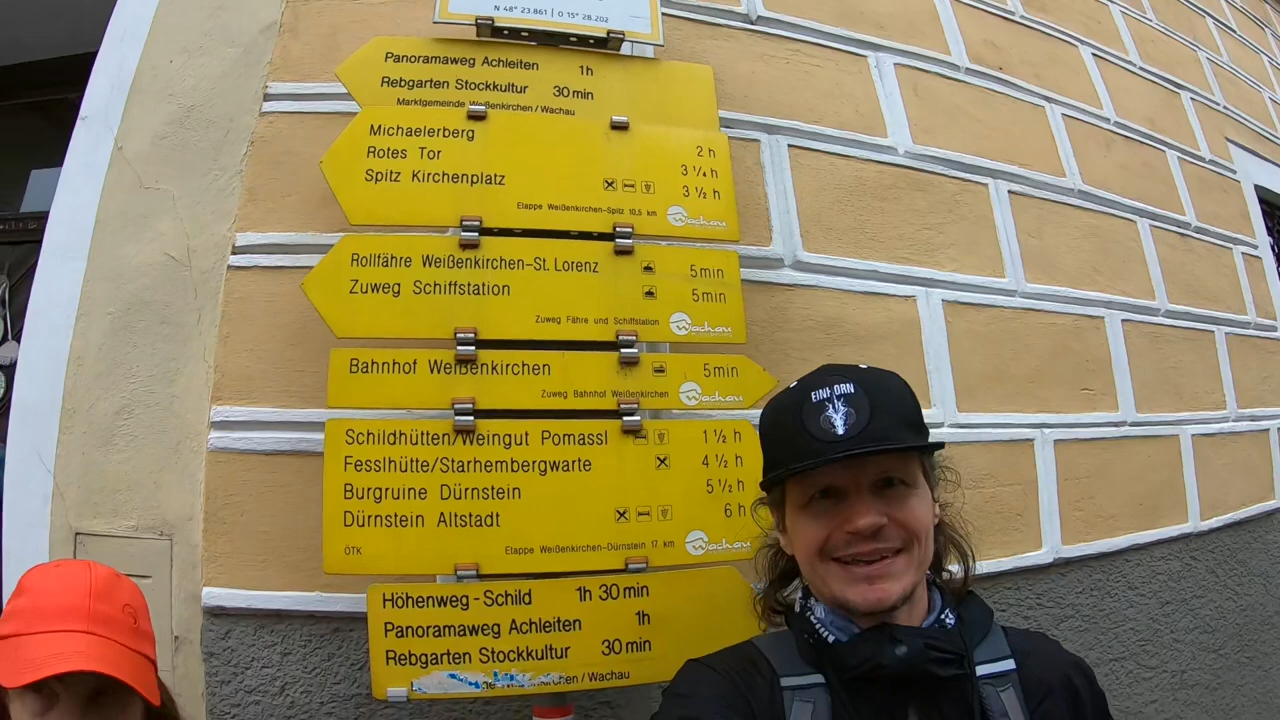 N 48° 23.861 | O 15° 28.202
Panoramaweg Achleiten 1h
Rebgarten Stockkultur 30 min
Marktgemeinde Weißenkirchen / Wachau
Michaelerberg 2 h
Rotes Tor 3 ¼ h
Spitz Kirchenplatz 3 ½ h
Etappe Weißenkirchen-Spitz 10,5 km Wachau
Rollfähre Weißenkirchen-St. Lorenz 5min
Zuweg Schiffstation 5min
Zuweg Fähre und Schiffstation Wachau
Bahnhof Weißenkirchen 5min
Zuweg Bahnhof Weißenkirchen Wachau
Schildhütten/Weingut Pomassl 1 ½ h
Fesslhütte/Starhembergwarte 4 ½ h
Burgruine Dürnstein 5 ½ h
Dürnstein Altstadt 6 h
ÖTK Etappe Weißenkirchen-Dürnstein 17 km Wachau
Höhenweg - Schild 1h 30 min
Panoramaweg Achleiten 1h
Rebgarten Stockkultur 30 min
/ Wachau
EINHORN